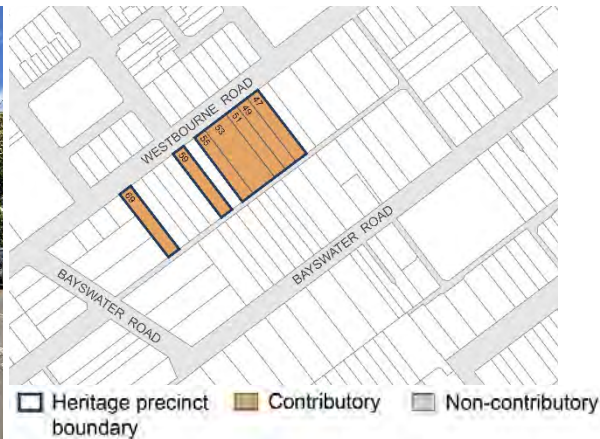 WESTBOURNE ROAD
47
49
51
53
55
59
69
BAYSWATER ROAD
BAYSWATER ROAD
Heritage precinct boundary
Contributory
Non-contributory